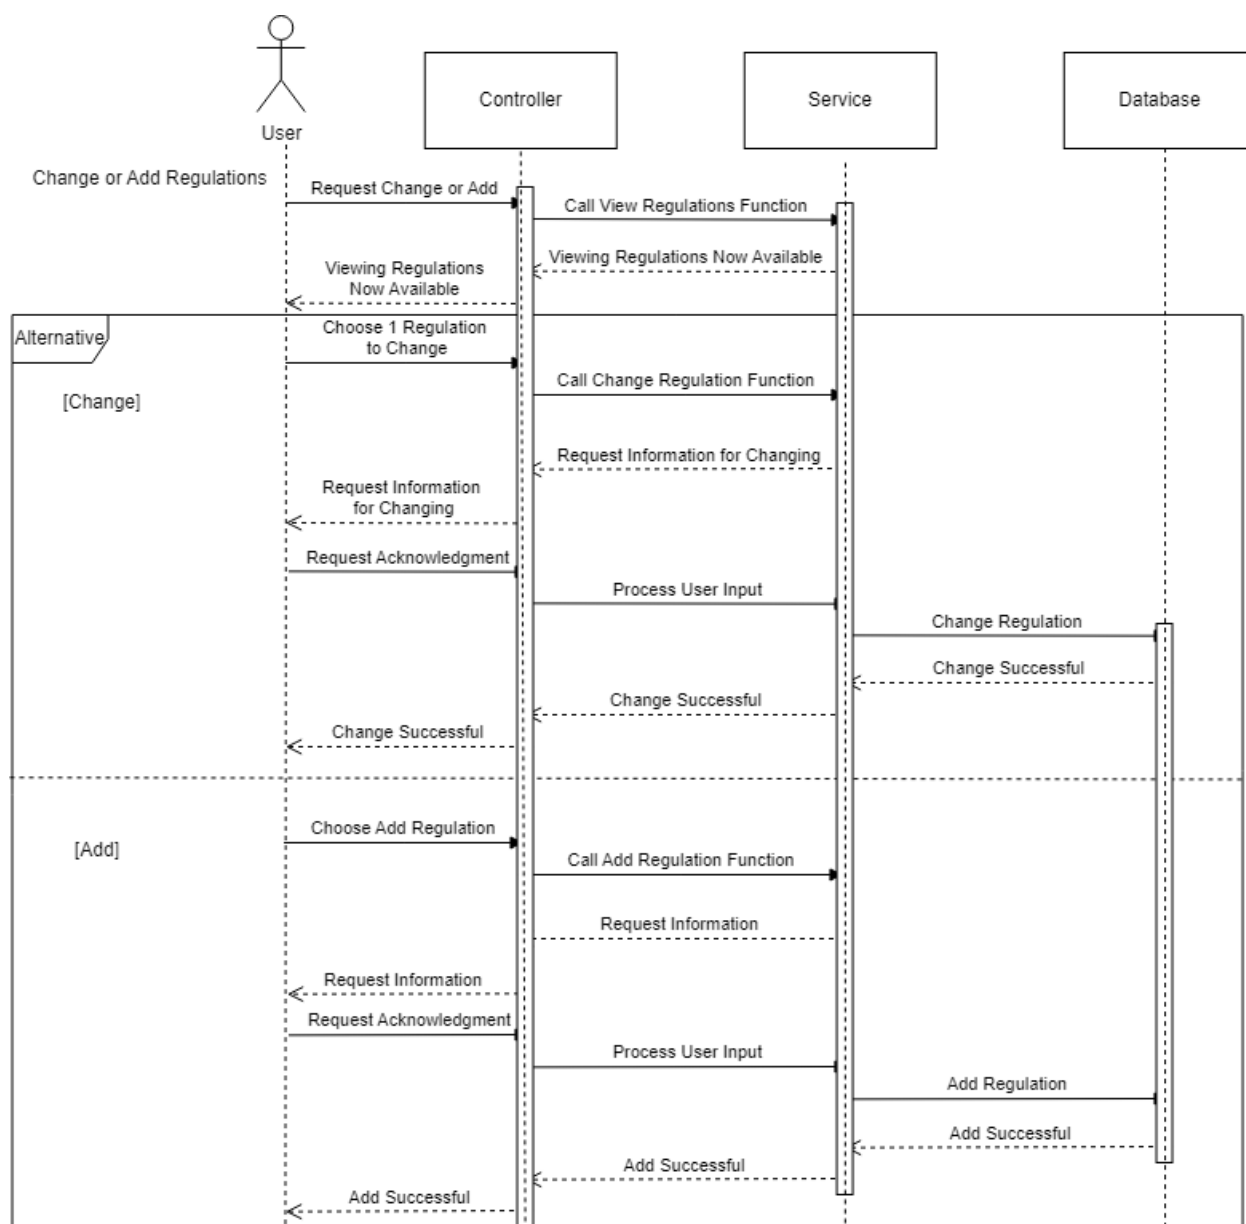 User
Controller
Service
Database
Change or Add Regulations
Request Change or Add
Call View Regulations Function
Viewing Regulations Now Available
Viewing Regulations
Now Available
Alternative
Choose 1 Regulation
to Change
Call Change Regulation Function
[Change]
Request Information for Changing
Request Information
for Changing
Request Acknowledgment
Process User Input
Change Regulation
Change Successful
Change Successful
Change Successful
Choose Add Regulation
[Add]
Call Add Regulation Function
Request Information
Request Information
Request Acknowledgment
Process User Input
Add Regulation
Add Successful
Add Successful
Add Successful